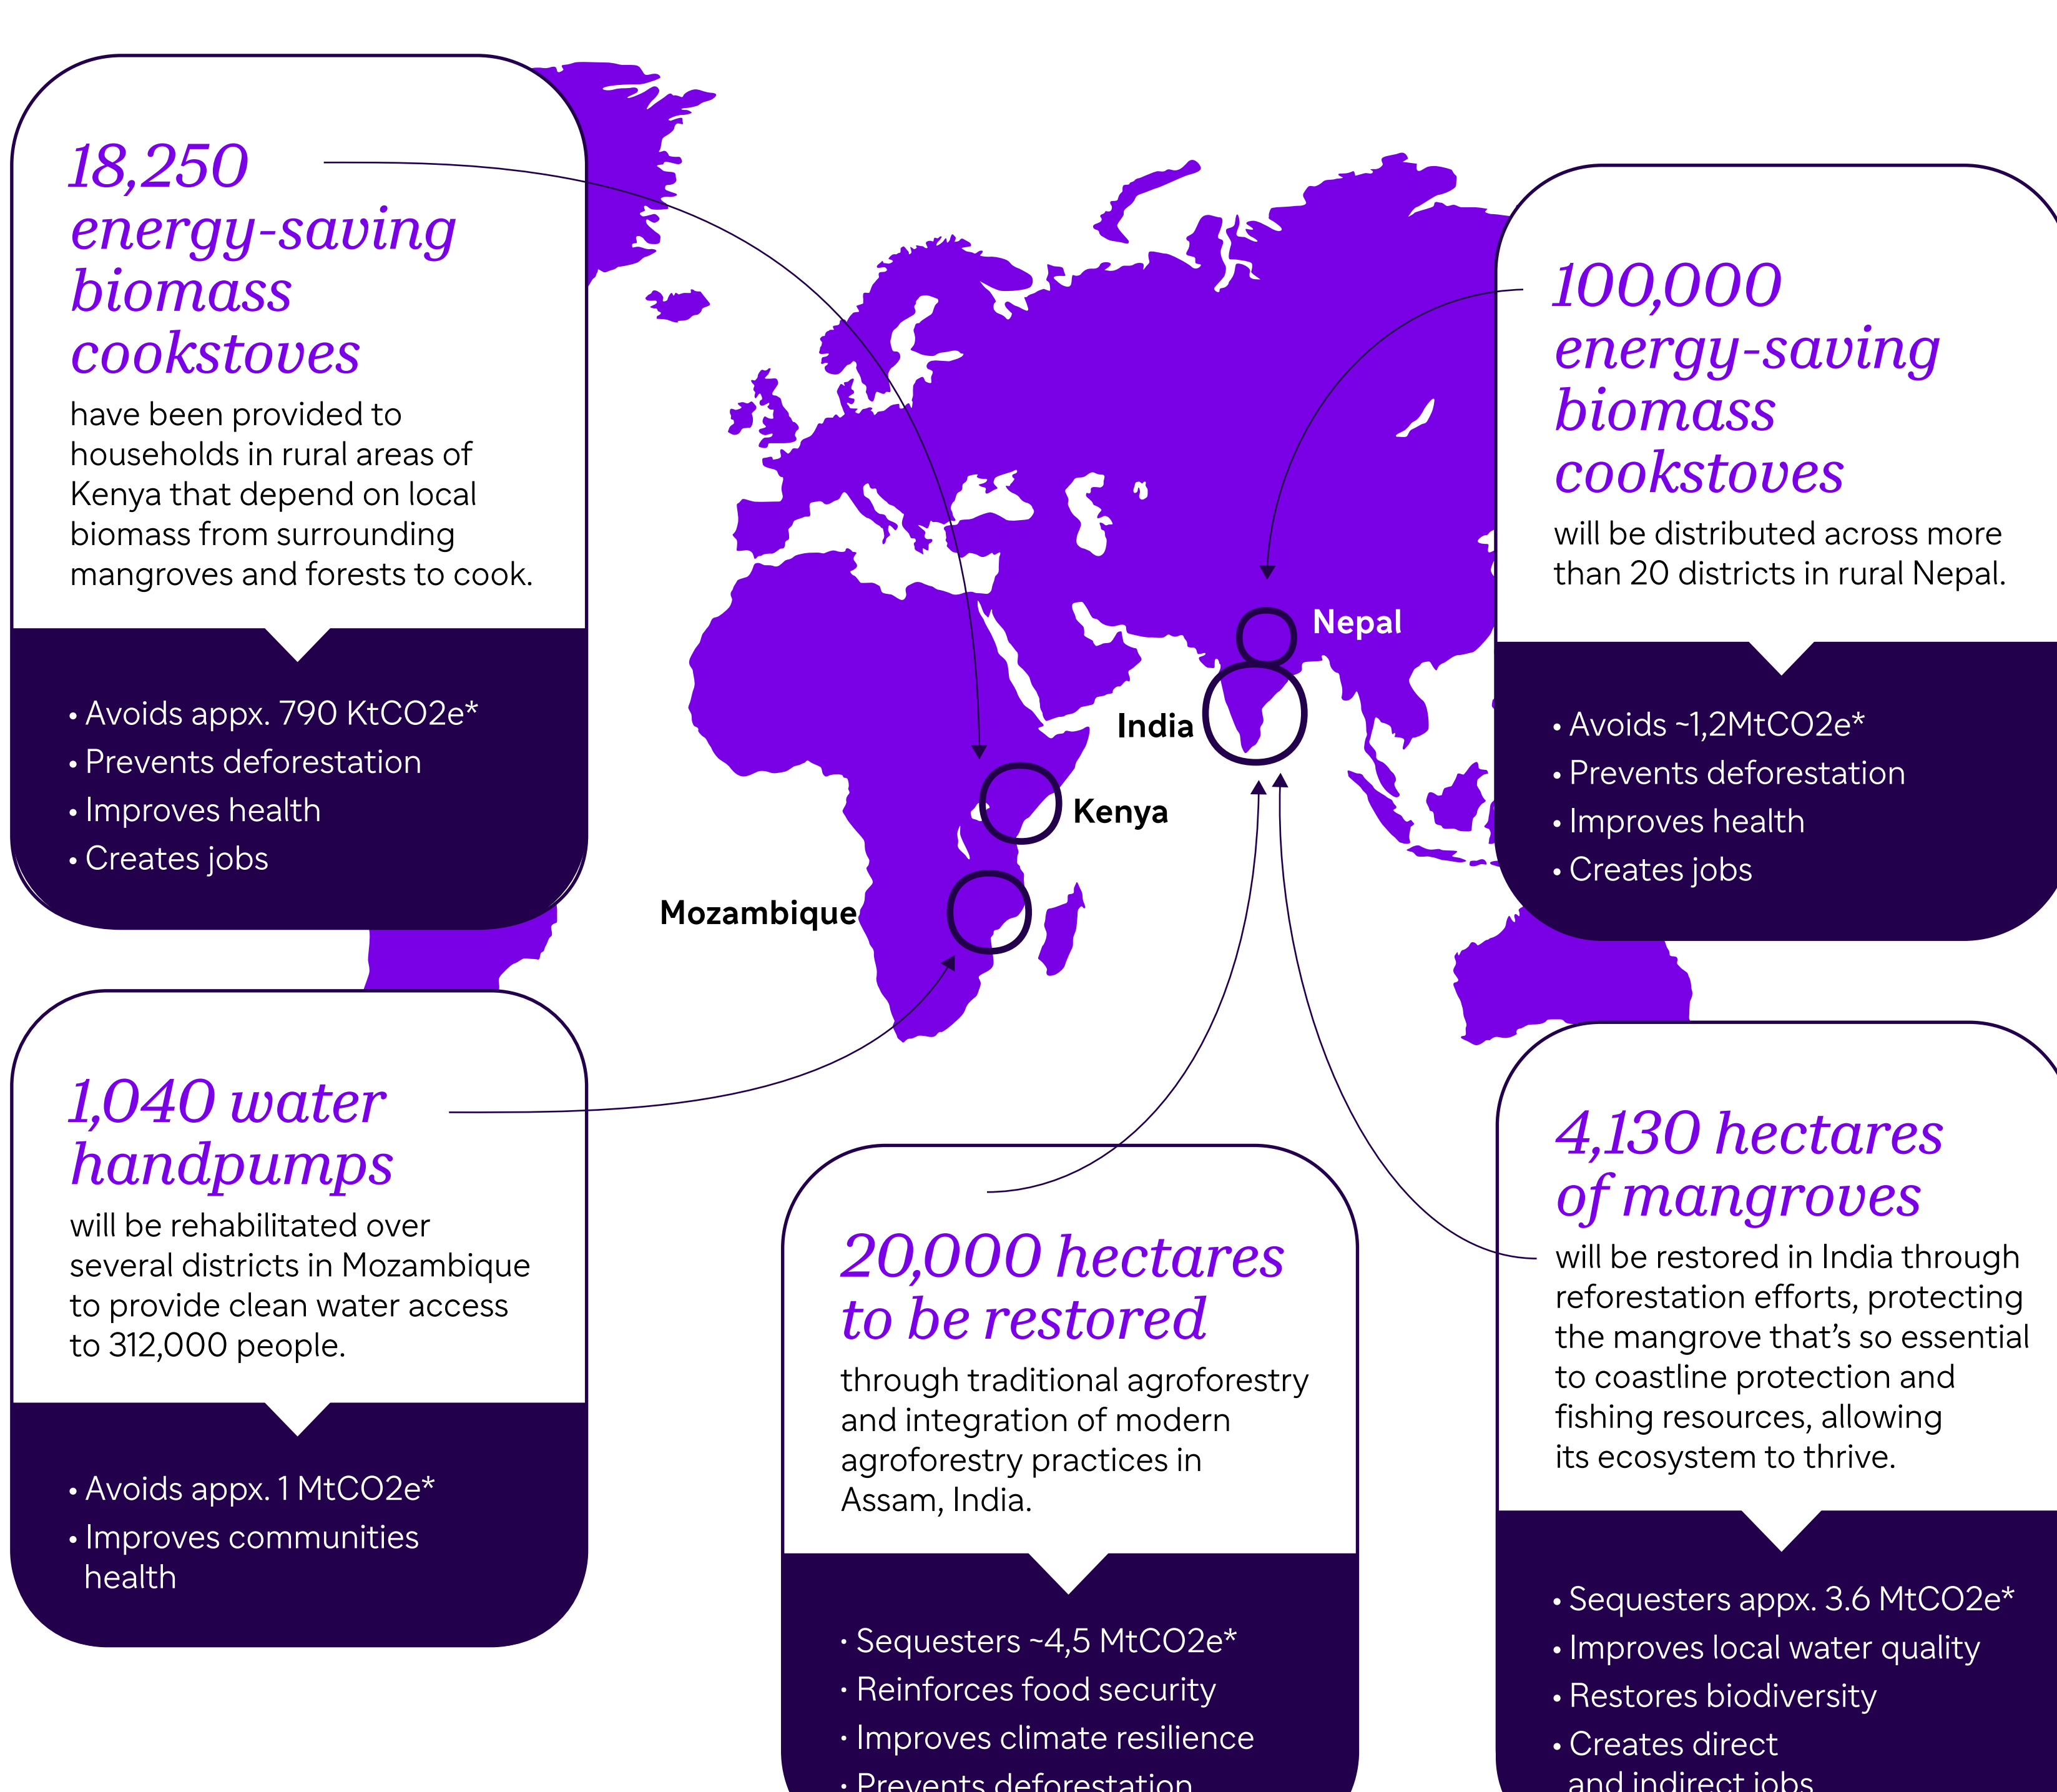 18,250
energy-saving
biomass
cookstoves
have been provided to
households in rural areas of
Kenya that depend on local
biomass from surrounding
mangroves and forests to cook.
• Avoids appx. 790 KtCO2e*
• Prevents deforestation
• Improves health
• Creates jobs
100,000
energy-saving
biomass
cookstoves
will be distributed across more
than 20 districts in rural Nepal.
• Avoids ~1,2MtCO2e*
• Prevents deforestation
• Improves health
• Creates jobs
Nepal
India
Kenya
Mozambique
1,040 water
handpumps
will be rehabilitated over
several districts in Mozambique
to provide clean water access
to 312,000 people.
• Avoids appx. 1 MtCO2e*
• Improves communities
health
20,000 hectares
to be restored
through traditional agroforestry
and integration of modern
agroforestry practices in
Assam, India.
• Sequesters ~4,5 MtCO2e*
• Reinforces food security
• Improves climate resilience
• Prevents deforestation
4,130 hectares
of mangroves
will be restored in India through
reforestation efforts, protecting
the mangrove that’s so essential
to coastline protection and
fishing resources, allowing
its ecosystem to thrive.
• Sequesters appx. 3.6 MtCO2e*
• Improves local water quality
• Restores biodiversity
• Creates direct
and indirect jobs